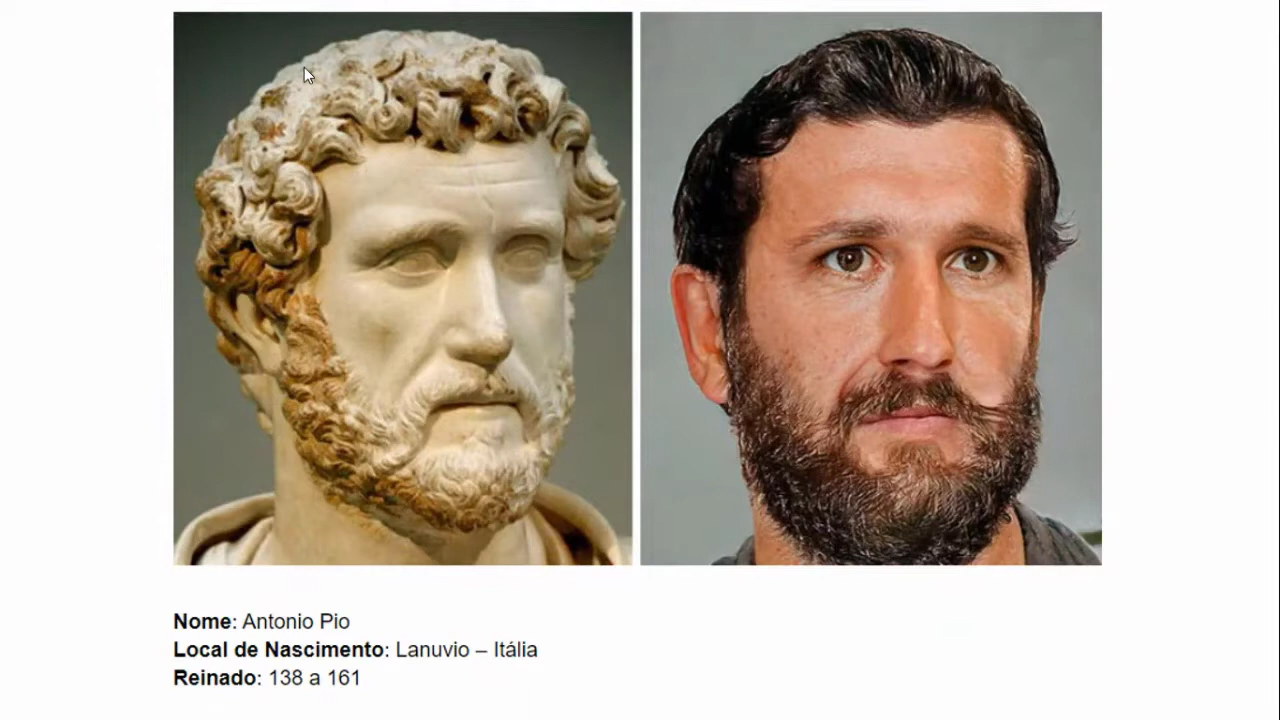 Nome: Antonio Pio
Local de Nascimento: Lanuvio – Itália
Reinado: 138 a 161